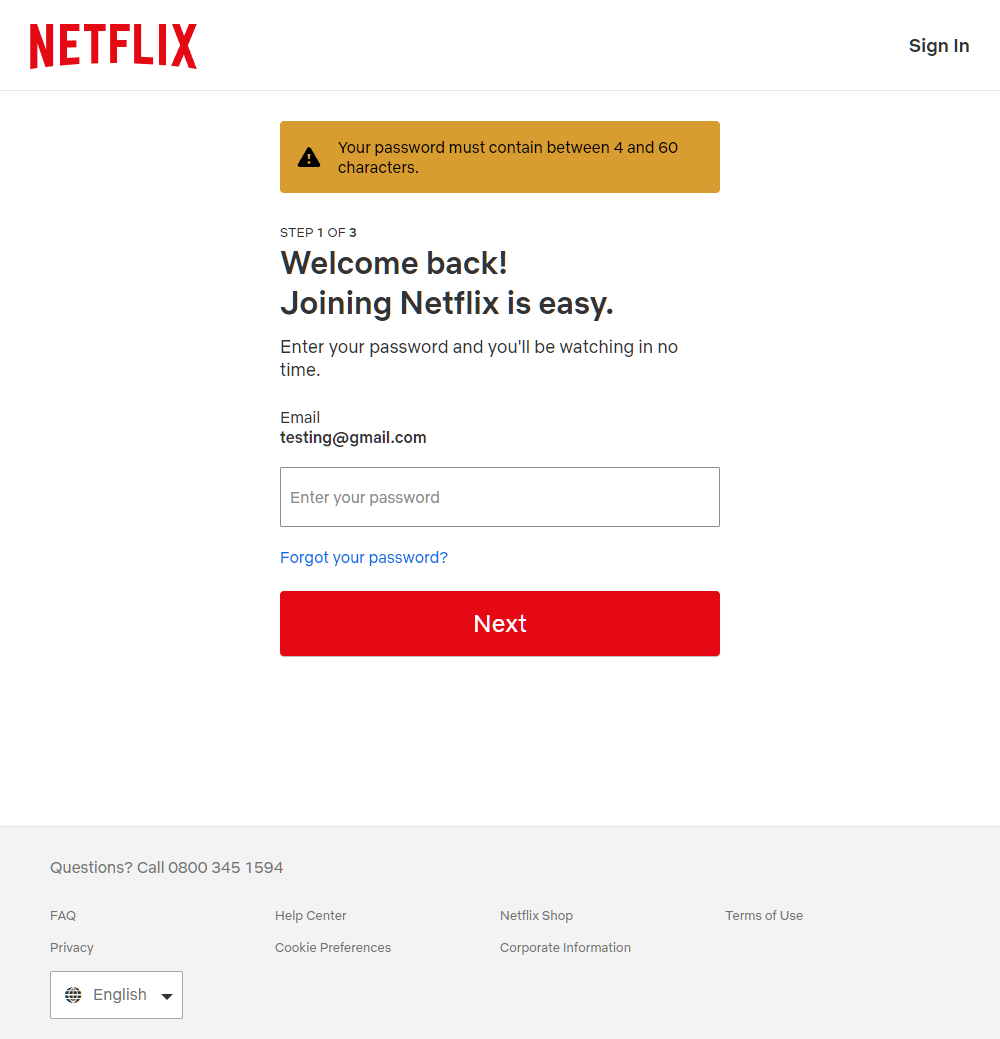 NETFLIX
Sign In
Your password must contain between 4 and 60
characters.
STEP 1 OF 3
Welcome back!
Joining Netflix is easy.
Enter your password and you'll be watching in no
time.
Email
testing@gmail.com
Enter your password
Forgot your password?
Next
Questions? Call 0800 345 1594
FAQ
Help Center
Netflix Shop
Terms of Use
Privacy
Cookie Preferences
Corporate Information
English